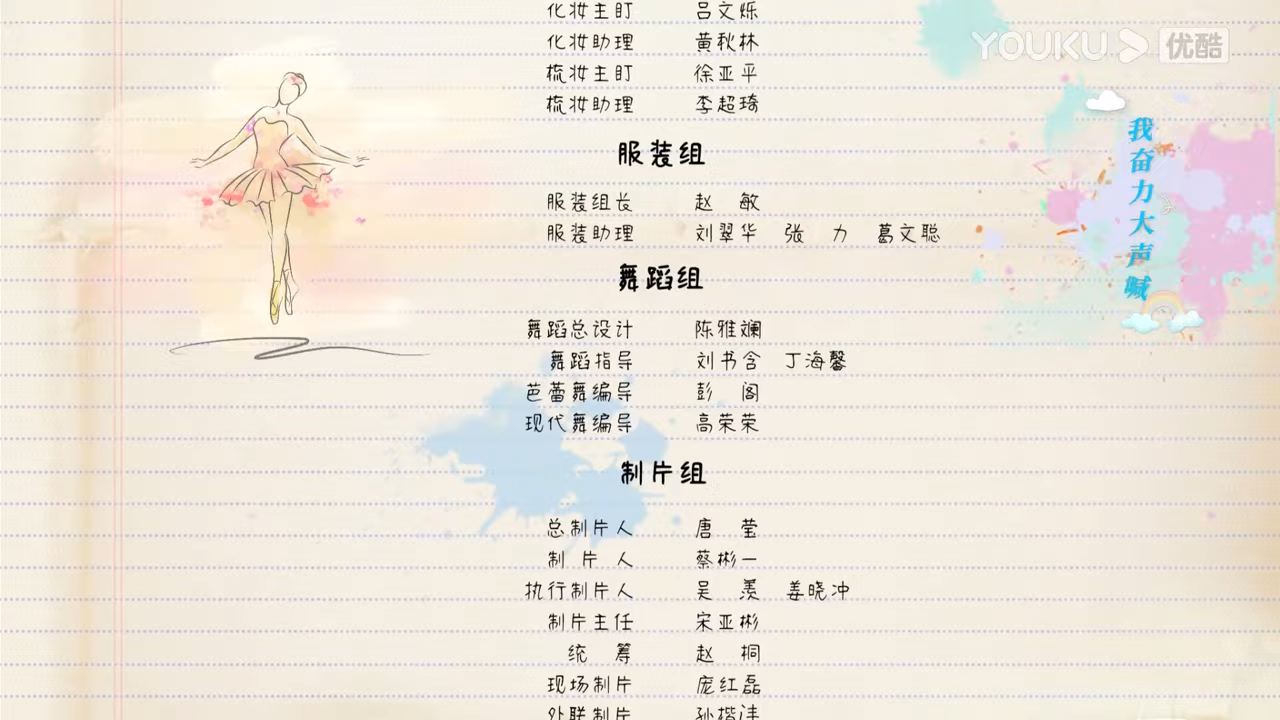 化妆主盯 吕文烁
化妆助理 黄秋林
梳妆主盯 徐亚平
梳妆助理 李超琦
服装组
服装组长 赵 敏
服装助理 刘翠华 张 力 葛文聪
舞蹈组
舞蹈总设计 陈雅斓
舞蹈指导 刘书含 丁海馨
芭蕾舞编导 彭 阁
现代舞编导 高荣荣
制片组
总制片人 唐 莹
制 片 人 蔡彬一
执行制片人 吴 羡 姜晓冲
制片主任 宋亚彬
统 筹 赵 桐
现场制片 庞红磊
外联制片
YOUKU 优酷
我奋力大声喊